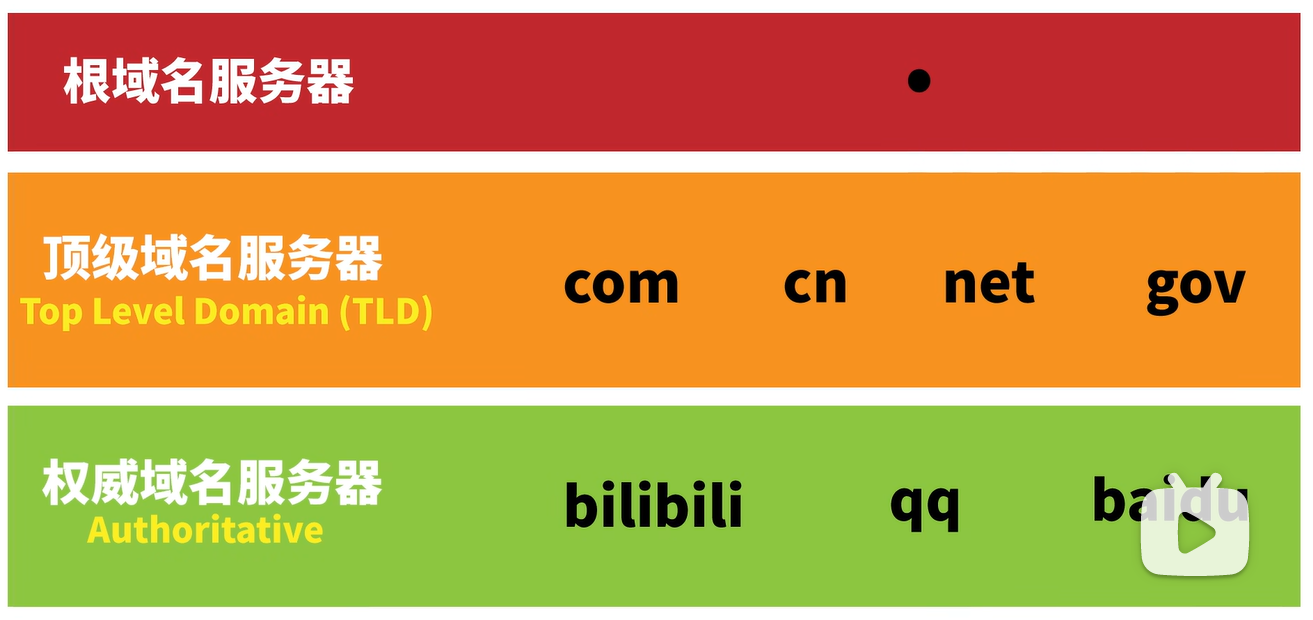 根域名服务器 .
顶级域名服务器
Top Level Domain (TLD)
com cn net gov
权威域名服务器
Authoritative
bilibili qq baidu